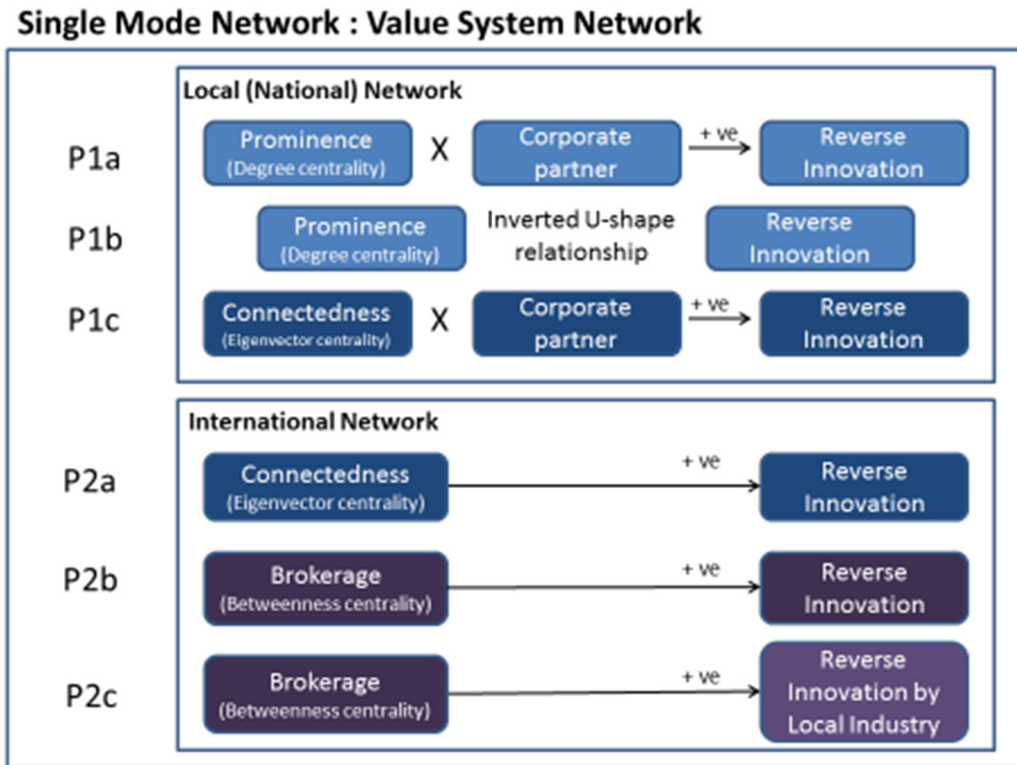 Single Mode Network : Value System Network
Local (National) Network
P1a
Prominence
(Degree centrality)
X
Corporate
partner
+ ve
Reverse
Innovation
P1b
Prominence
(Degree centrality)
Inverted U-shape
relationship
Reverse
Innovation
P1c
Connectedness
(Eigenvector centrality)
X
Corporate
partner
+ ve
Reverse
Innovation
International Network
P2a
Connectedness
(Eigenvector centrality)
+ ve
Reverse
Innovation
P2b
Brokerage
(Betweenness centrality)
+ ve
Reverse
Innovation
P2c
Brokerage
(Betweenness centrality)
+ ve
Reverse
Innovation by
Local Industry